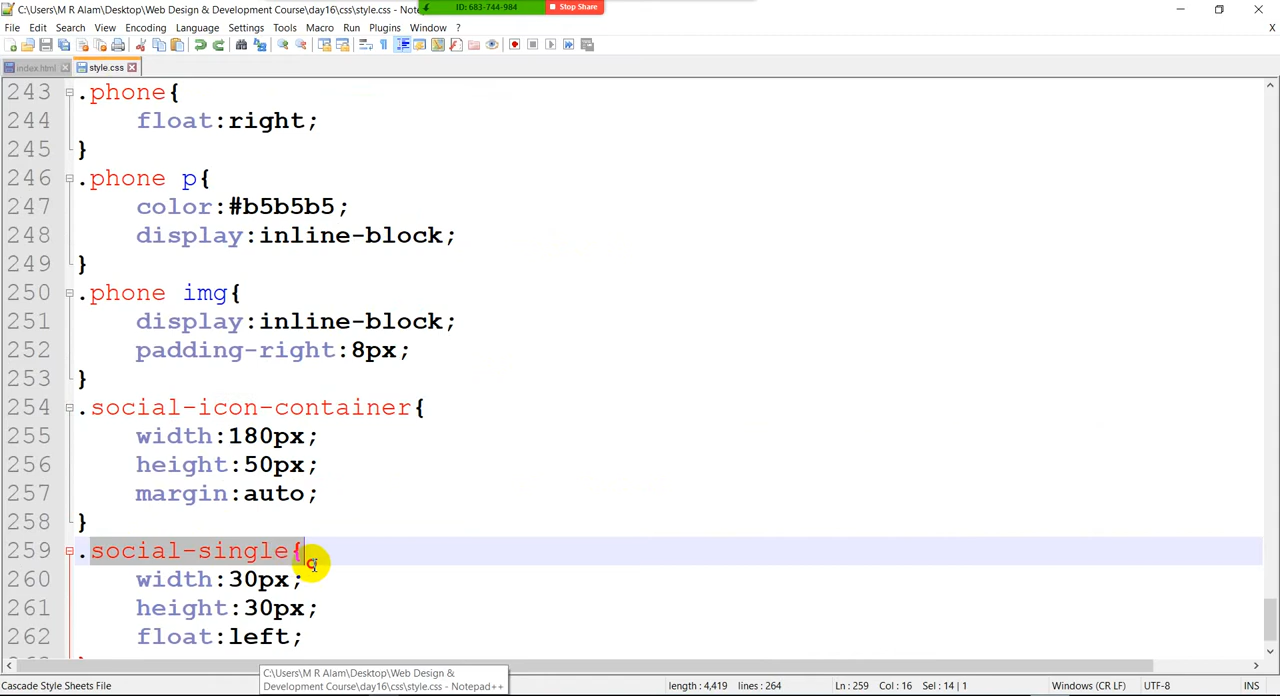 C:\Users\M R Alam\Desktop\Web Design & Development Course\day16\css\style.css - Note
ID: 683-744-984
Stop Share
File Edit Search View Encoding Language Settings Tools Macro Run Plugins Window ?
X
index.html style.css
243 .phone{
244 float:right;
245 }
246 .phone p{
247 color:#b5b5b5;
248 display:inline-block;
249 }
250 .phone img{
251 display:inline-block;
252 padding-right:8px;
253 }
254 .social-icon-container{
255 width:180px;
256 height:50px;
257 margin:auto;
258 }
259 .social-single{
260 width:30px;
261 height:30px;
262 float:left;
C:\Users\M R Alam\Desktop\Web Design &
Development Course\day16\css\style.css - Notepad++
Cascade Style Sheets File
length : 4,419 lines : 264
Ln : 259 Col : 16 Sel : 14 | 1
Windows (CR LF)
UTF-8
INS